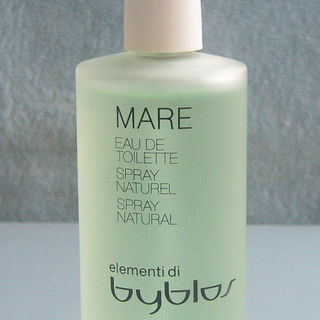 MARE
EAU DE
TOILETTE
SPRAY
NATUREL
SPRAY
NATURAL
elementi di
byblos